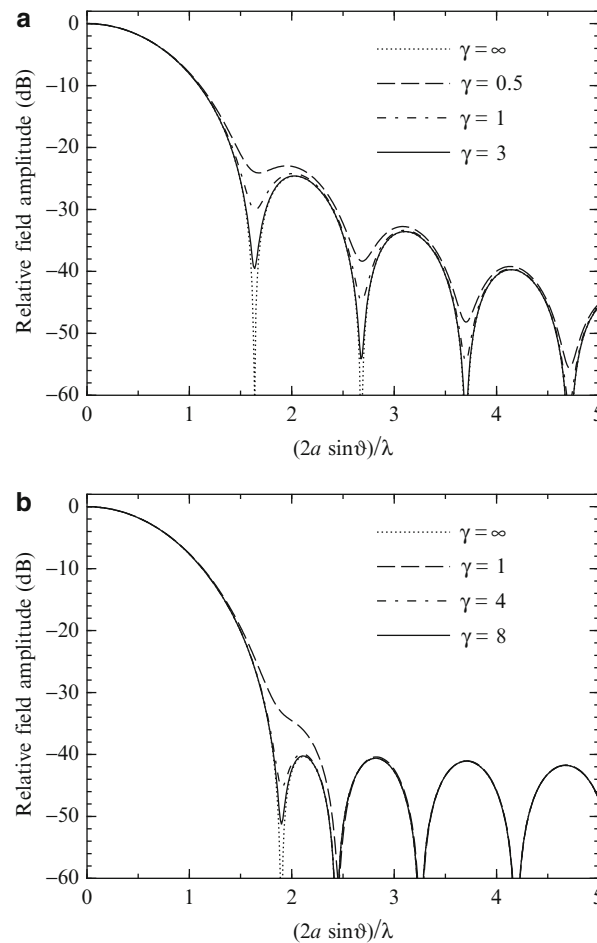 a
0
−10
−20
−30
−40
−50
−60
Relative field amplitude (dB)
γ = ∞
γ = 0.5
γ = 1
γ = 3
0 1 2 3 4 5
(2a sinϑ)/λ
b
0
−10
−20
−30
−40
−50
−60
Relative field amplitude (dB)
γ = ∞
γ = 1
γ = 4
γ = 8
0 1 2 3 4 5
(2a sinϑ)/λ